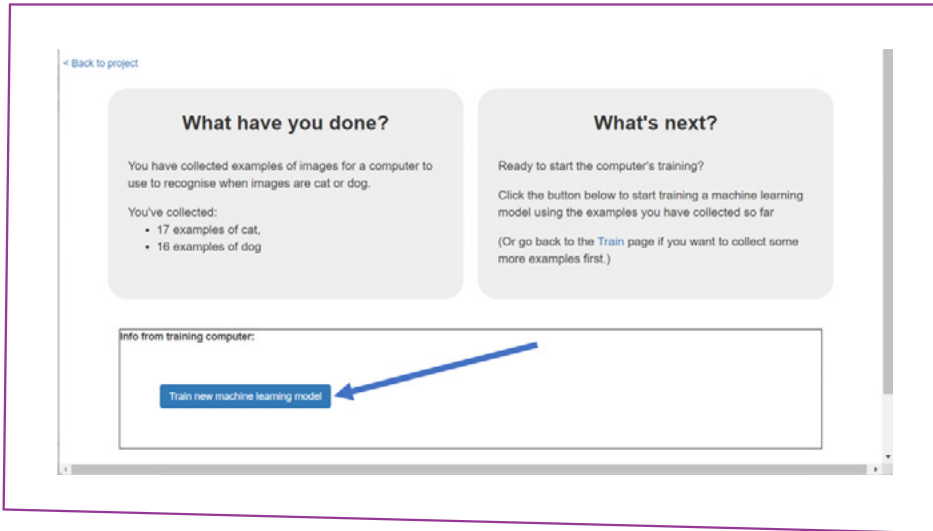 < Back to project
What have you done?
You have collected examples of images for a computer to
use to recognise when images are cat or dog.
You've collected:
• 17 examples of cat,
• 16 examples of dog
What's next?
Ready to start the computer's training?
Click the button below to start training a machine learning
model using the examples you have collected so far
(Or go back to the Train page if you want to collect some
more examples first.)
Info from training computer:
Train new machine learning model